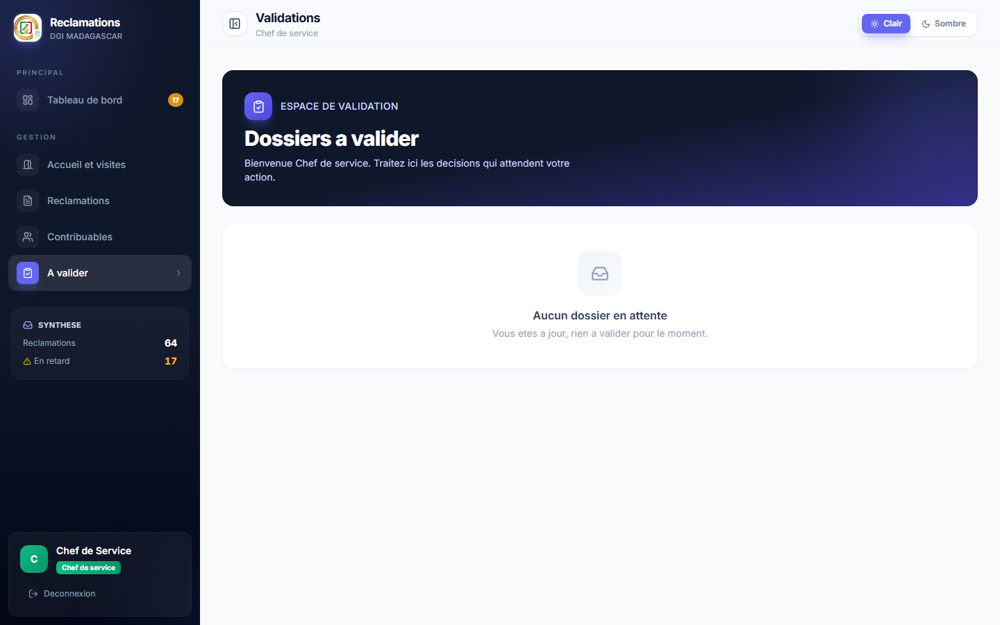 Reclamations
DGI MADAGASCAR
PRINCIPAL
Tableau de bord
17
GESTION
Accueil et visites
Reclamations
Contribuables
A valider
SYNTHESE
Reclamations
64
En retard
17
C
Chef de Service
Chef de service
Deconnexion
Validations
Chef de service
Clair
Sombre
ESPACE DE VALIDATION
Dossiers a valider
Bienvenue Chef de service. Traitez ici les decisions qui attendent votre
action.
Aucun dossier en attente
Vous etes a jour, rien a valider pour le moment.